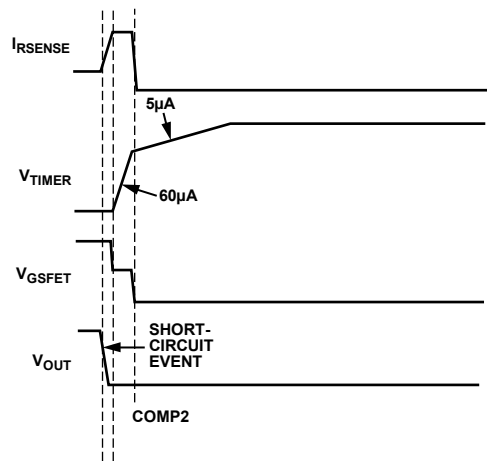 IRSENSE
5µA
VTIMER
60µA
VGSFET
SHORT-
CIRCUIT
EVENT
VOUT
COMP2